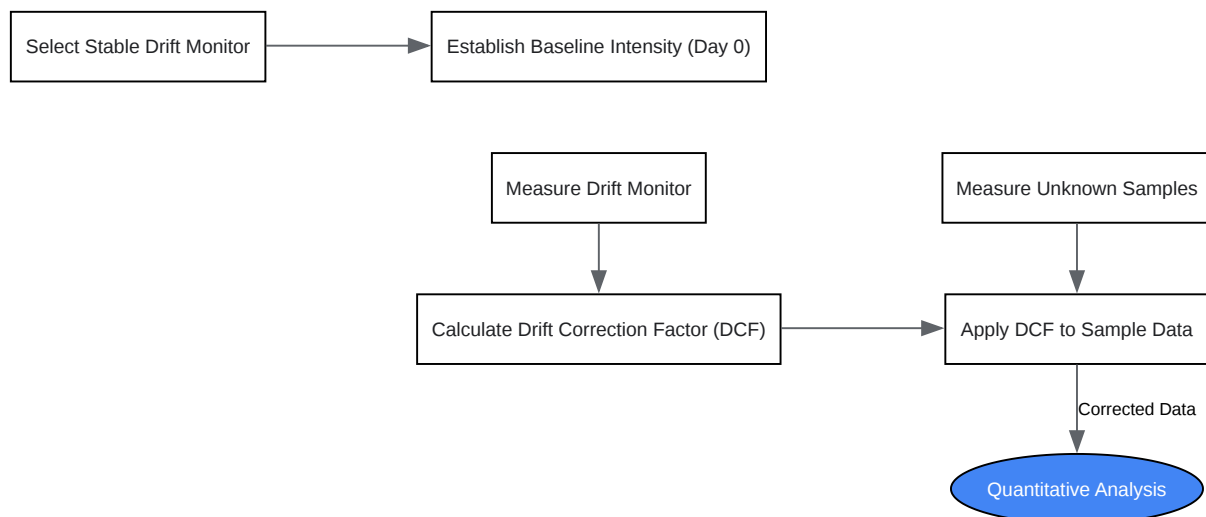 Select Stable Drift Monitor
Establish Baseline Intensity (Day 0)
Measure Drift Monitor
Measure Unknown Samples
Calculate Drift Correction Factor (DCF)
Apply DCF to Sample Data
Corrected Data
Quantitative Analysis